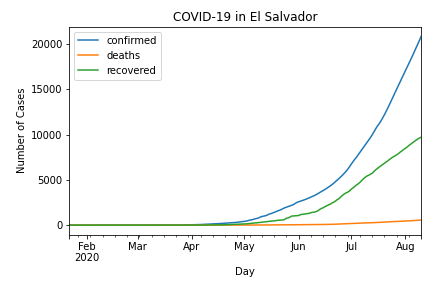 COVID-19 in El Salvador
confirmed
deaths
recovered
Number of Cases
20000
15000
10000
5000
0
Feb Mar Apr May Jun Jul Aug
2020
Day